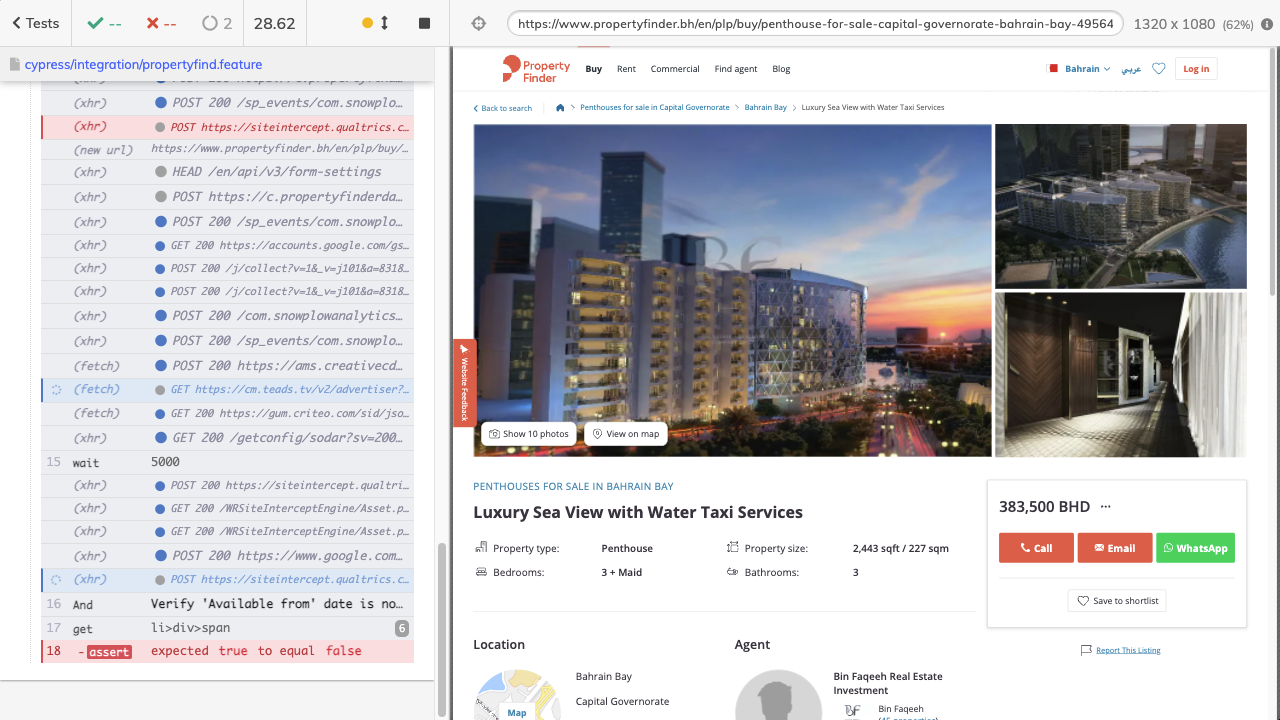 Tests
--
--
2
28.62
https://www.propertyfinder.bh/en/plp/buy/penthouse-for-sale-capital-governorate-bahrain-bay-49564
1320 x 1080 (62%)
cypress/integration/propertyfind.feature
(xhr) POST 200 /sp_events/com.snowplo...
(xhr) POST https://siteintercept.qualtrics.c...
(new url) https://www.propertyfinder.bh/en/plp/buy/...
(xhr) HEAD /en/api/v3/form-settings
(xhr) POST https://c.propertyfinderda...
(xhr) POST 200 /sp_events/com.snowplo...
(xhr) GET 200 https://accounts.google.com/gs...
(xhr) POST 200 /j/collect?v=1&_v=j101&a=8318...
(xhr) POST 200 /j/collect?v=1&_v=j101&a=8318...
(xhr) POST 200 /com.snowplowanalytics...
(xhr) POST 200 /sp_events/com.snowplo...
(fetch) POST 200 https://ams.creativecd...
(fetch) GET https://cm.teads.tv/v2/advertiser?...
(fetch) GET 200 https://gum.criteo.com/sid/jso...
(xhr) GET 200 /getconfig/sodar?sv=200...
15 wait 5000
(xhr) POST 200 https://siteintercept.qualtri...
(xhr) GET 200 /WRSiteInterceptEngine/Asset.p...
(xhr) GET 200 /WRSiteInterceptEngine/Asset.p...
(xhr) POST 200 https://www.google.com...
(xhr) POST https://siteintercept.qualtrics.c...
16 And Verify 'Available from' date is no...
17 get li>div>span 6
18 -assert expected true to equal false
Property Finder
Buy Rent Commercial Find agent Blog
Bahrain عربي Log in
Back to search Penthouses for sale in Capital Governorate > Bahrain Bay > Luxury Sea View with Water Taxi Services
BF
Website Feedback
Show 10 photos View on map
PENTHOUSES FOR SALE IN BAHRAIN BAY
Luxury Sea View with Water Taxi Services
Property type: Penthouse Property size: 2,443 sqft / 227 sqm
Bedrooms: 3 + Maid Bathrooms: 3
383,500 BHD ...
Call Email WhatsApp
Save to shortlist
Report This Listing
Location
Map
Bahrain Bay
Capital Governorate
Agent
Bin Faqeeh Real Estate
Investment
BF Bin Faqeeh